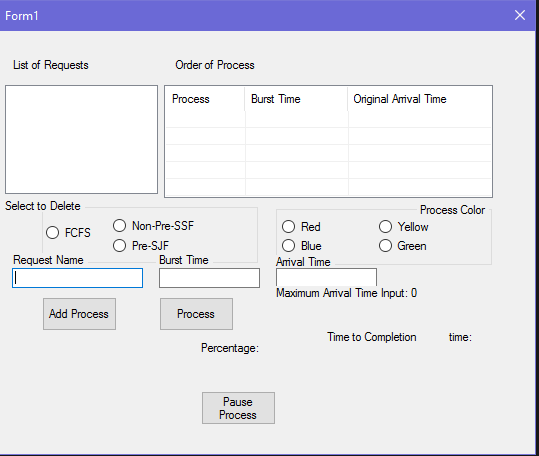 Form1
List of Requests
Order of Process
Process Burst Time Original Arrival Time
Select to Delete
Process Color
FCFS
Non-Pre-SSF
Pre-SJF
Red
Yellow
Blue
Green
Request Name
Burst Time
Arrival Time
Maximum Arrival Time Input: 0
Add Process
Process
Time to Completion
time:
Percentage:
Pause
Process